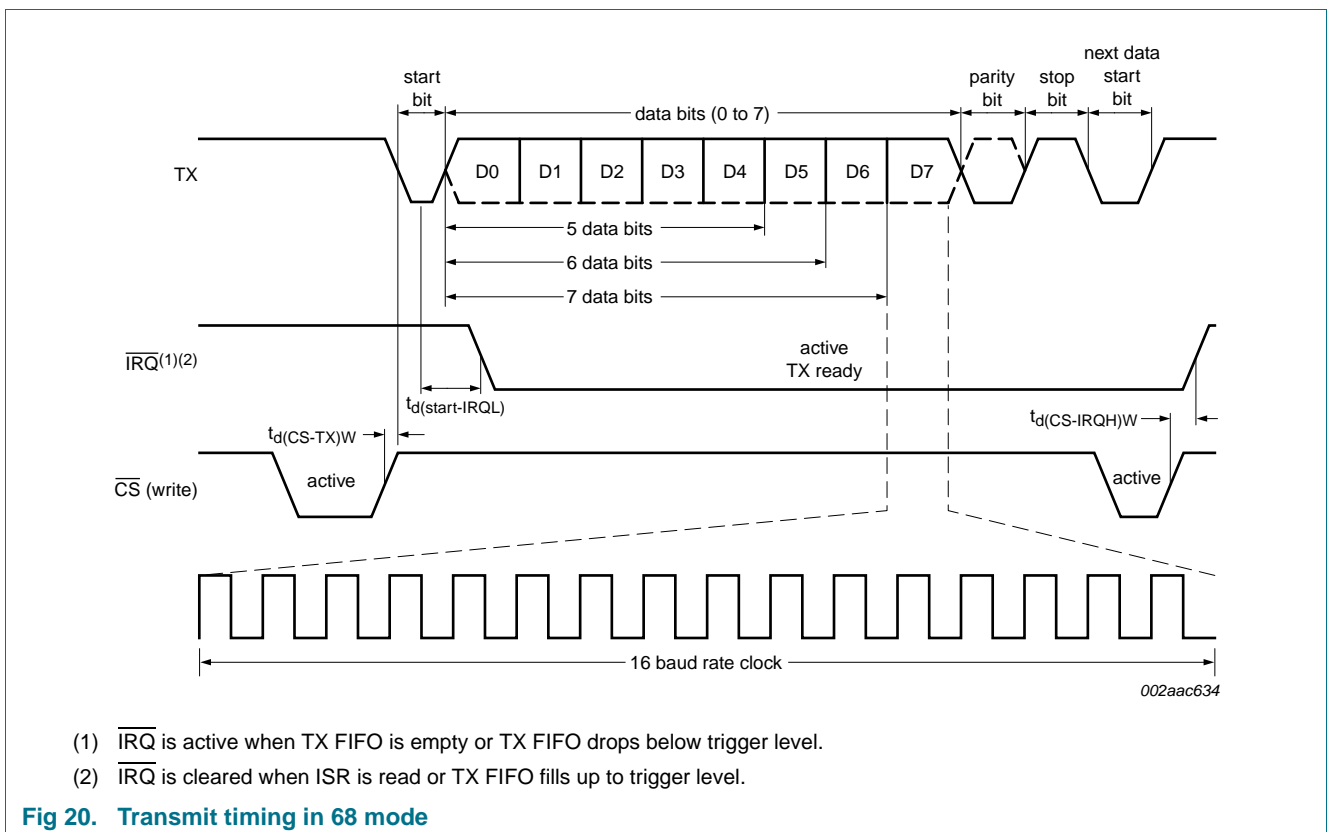 next data
start
bit
start
bit
parity
bit
stop
bit
data bits (0 to 7)
TX
D0 D1 D2 D3 D4 D5 D6 D7
5 data bits
6 data bits
7 data bits
IRQ(1)(2)
active
TX ready
td(start-IRQL)
td(CS-TX)W
td(CS-IRQH)W
CS (write)
active
active
16 baud rate clock
002aac634
(1) IRQ is active when TX FIFO is empty or TX FIFO drops below trigger level.
(2) IRQ is cleared when ISR is read or TX FIFO fills up to trigger level.
Fig 20. Transmit timing in 68 mode